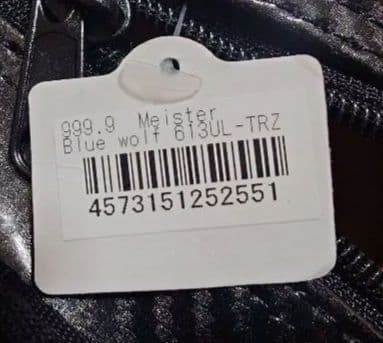 999.9 Meister
Blue wolf 613UL-TRZ
4573151252551